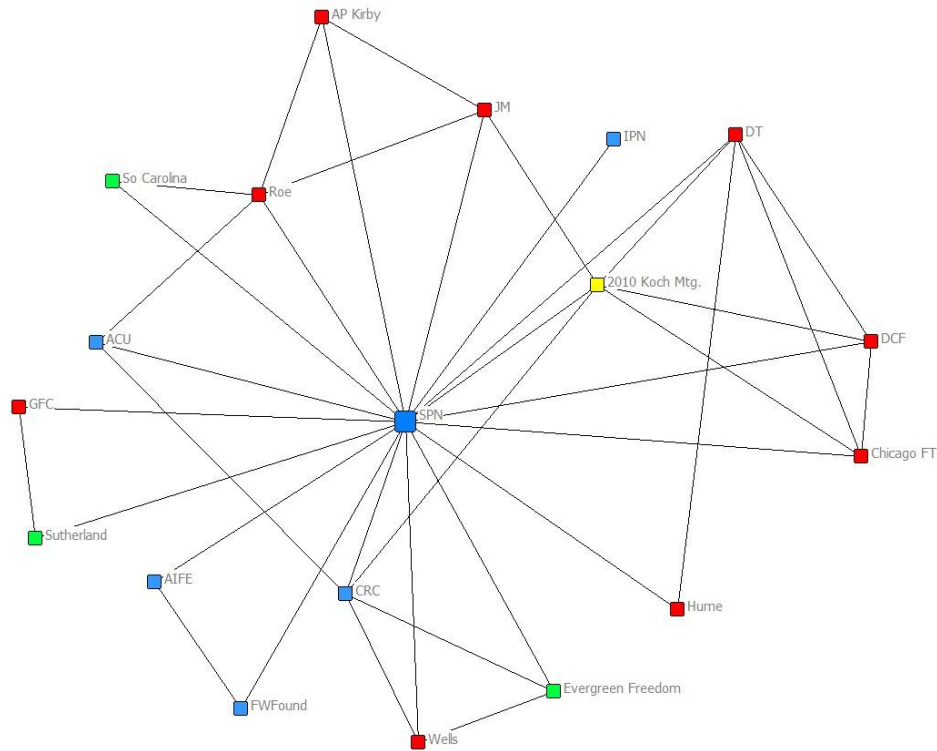 AP Kirby
JM
IPN
DT
So Carolina
Roe
2010 Koch Mtg.
ACU
DCF
GFC
SPN
Chicago FT
Sutherland
AIFE
CRC
Hume
Evergreen Freedom
FWFound
Wells